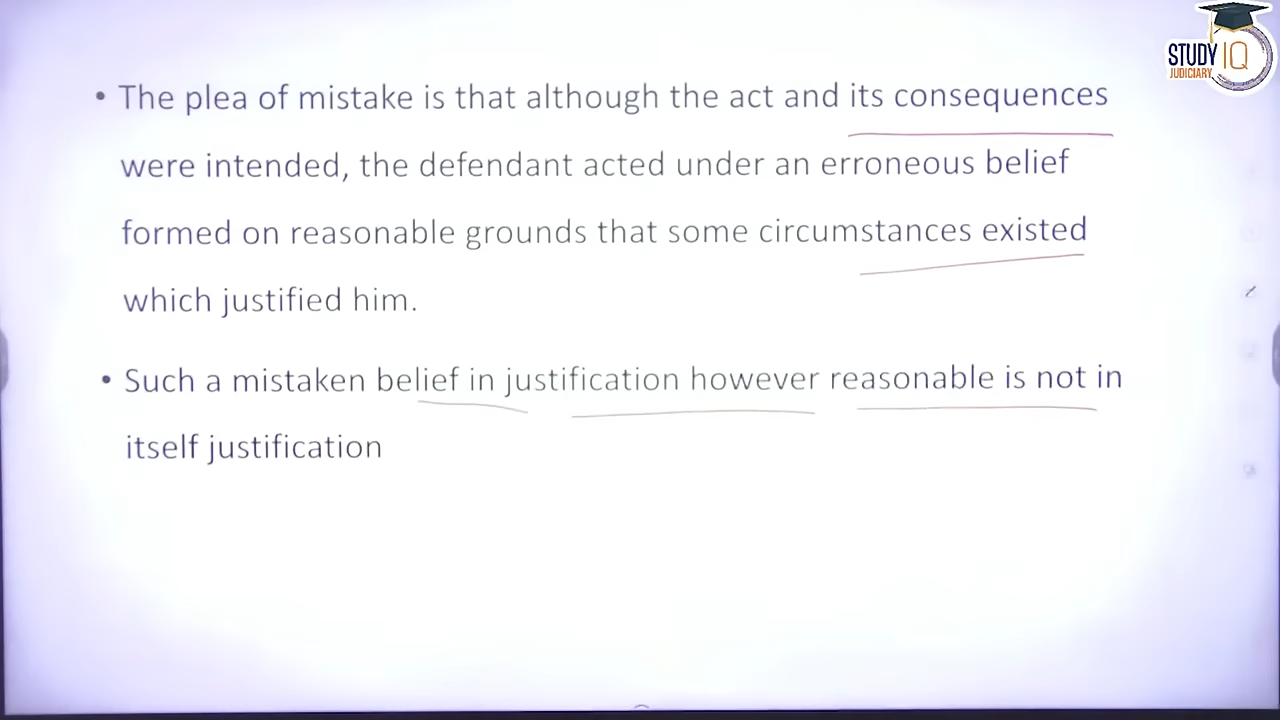 STUDY IQ
JUDICIARY
• The plea of mistake is that although the act and its consequences
were intended, the defendant acted under an erroneous belief
formed on reasonable grounds that some circumstances existed
which justified him.
• Such a mistaken belief in justification however reasonable is not in
itself justification